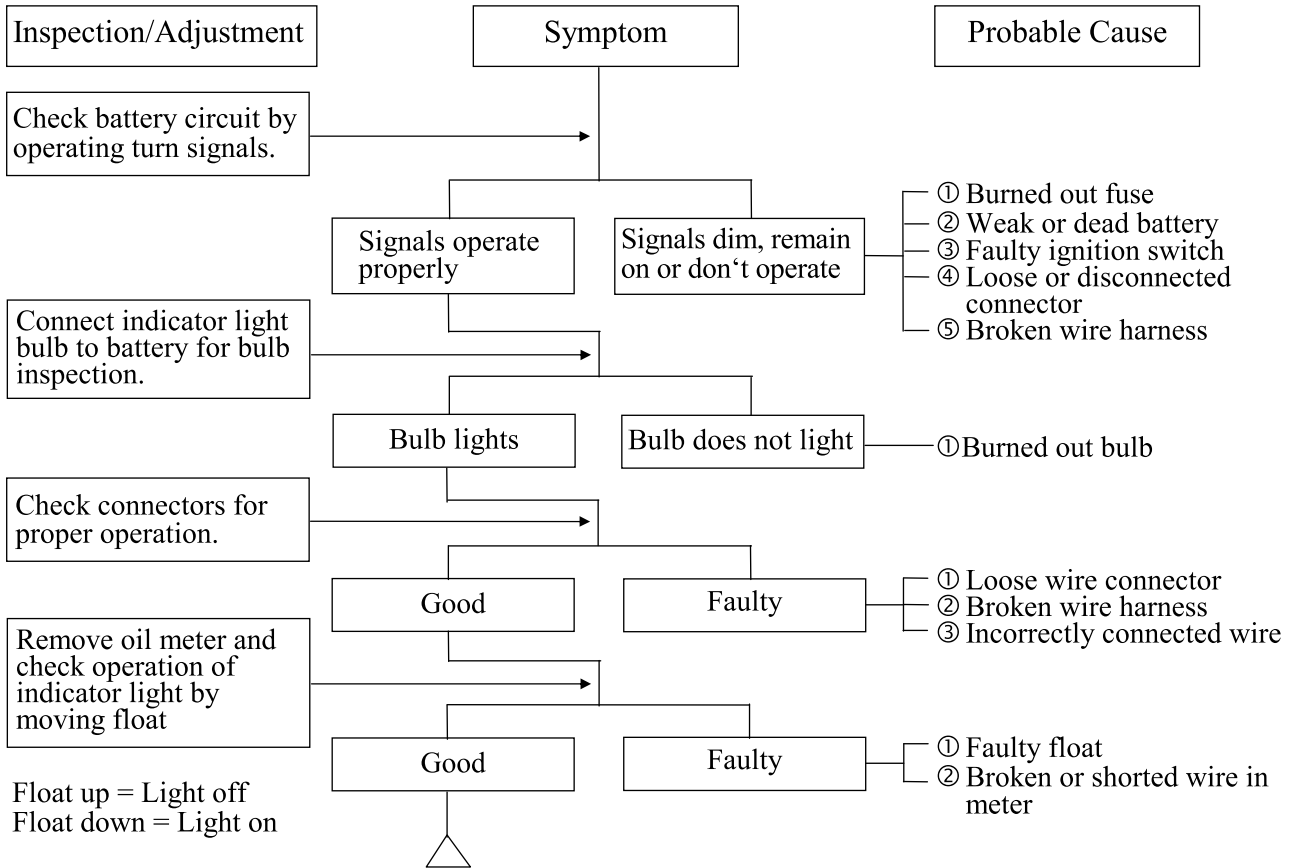 Inspection/Adjustment
Symptom
Probable Cause
Check battery circuit by
operating turn signals.
Signals operate
properly
Signals dim, remain
on or don‘t operate
① Burned out fuse
② Weak or dead battery
③ Faulty ignition switch
④ Loose or disconnected
connector
⑤ Broken wire harness
Connect indicator light
bulb to battery for bulb
inspection.
Bulb lights
Bulb does not light
①Burned out bulb
Check connectors for
proper operation.
Good
Faulty
① Loose wire connector
② Broken wire harness
③ Incorrectly connected wire
Remove oil meter and
check operation of
indicator light by
moving float
Good
Faulty
① Faulty float
② Broken or shorted wire in
meter
Float up = Light off
Float down = Light on